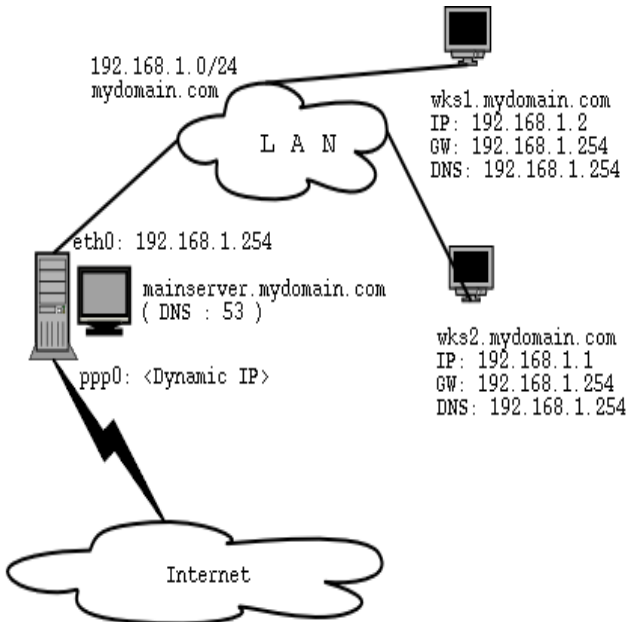 192.168.1.0/24
mydomain.com
L A N
wks1.mydomain.com
IP: 192.168.1.2
GW: 192.168.1.254
DNS: 192.168.1.254
eth0: 192.168.1.254
mainserver.mydomain.com
( DNS : 53 )
ppp0: <Dynamic IP>
wks2.mydomain.com
IP: 192.168.1.1
GW: 192.168.1.254
DNS: 192.168.1.254
Internet